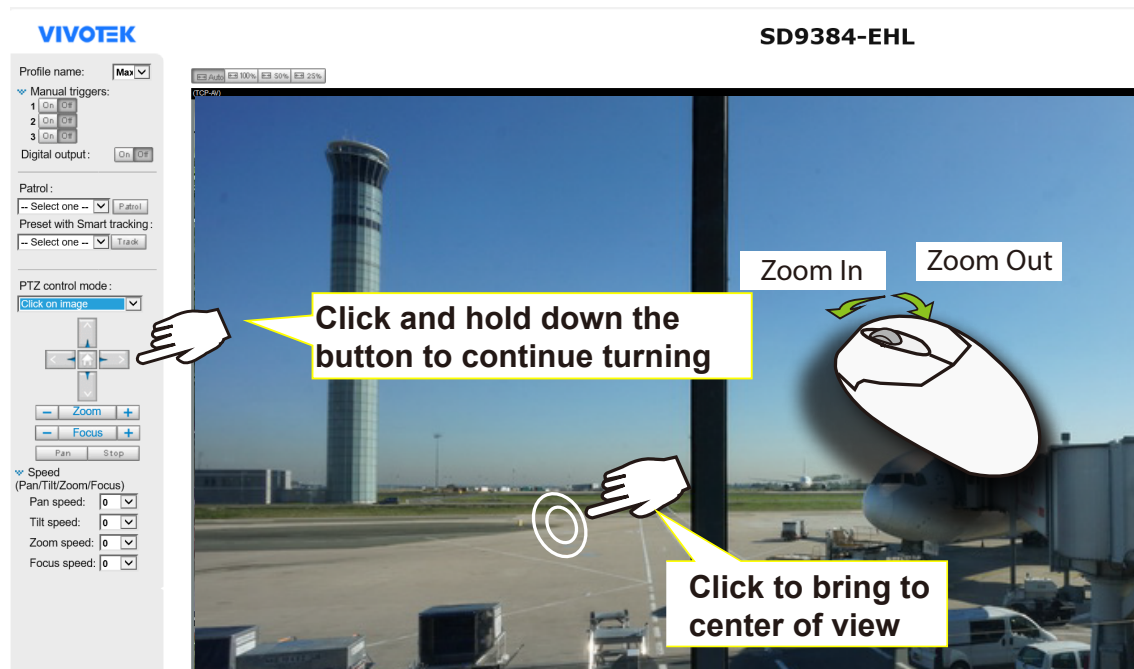 VIVOTEK
SD9384-EHL
Profile name: Max
Auto 100% 50% 25%
(TCP-AV)
Manual triggers:
1 On Off
2 On Off
3 On Off
Digital output: On Off
Patrol:
-- Select one -- Patrol
Preset with Smart tracking:
-- Select one -- Track
PTZ control mode:
Click on image
Zoom In
Zoom Out
Click and hold down the
button to continue turning
− Zoom +
− Focus +
Pan Stop
Speed
(Pan/Tilt/Zoom/Focus)
Pan speed: 0
Tilt speed: 0
Zoom speed: 0
Focus speed: 0
Click to bring to
center of view